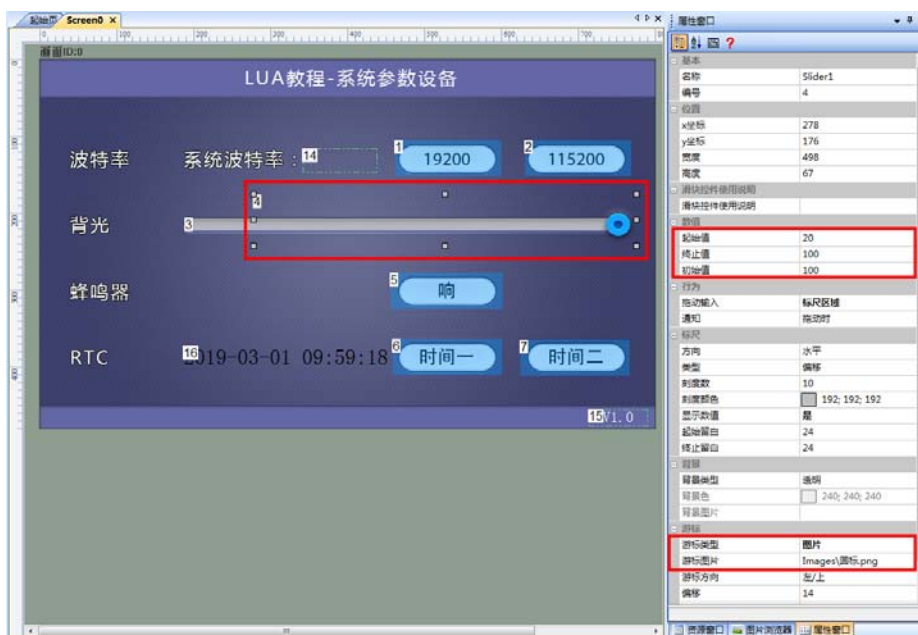 起始页 Screen0 ×
属性窗口
0 100 200 300 400 500 600 700
画面ID:0
LUA教程-系统参数设备
波特率 系统波特率: 14 1 19200 2 115200
4
背光 3
蜂鸣器 5 响
RTC 16 2019-03-01 09:59:18 6 时间一 7 时间二
15 V1.0
基本
名称 Slider1
编号 4
位置
x坐标 278
y坐标 176
宽度 498
高度 67
滑块控件使用说明
滑块控件使用说明
数值
起始值 20
终止值 100
初始值 100
行为
拖动输入 标尺区域
通知 拖动时
标尺
方向 水平
类型 偏移
刻度数 10
刻度颜色 192; 192; 192
显示数值 是
起始留白 24
终止留白 24
背景
背景类型 透明
背景色 240; 240; 240
背景图片
游标
游标类型 图片
游标图片 Images\圆标.png
游标方向 左/上
偏移 14
资源窗口 图片浏览器 属性窗口